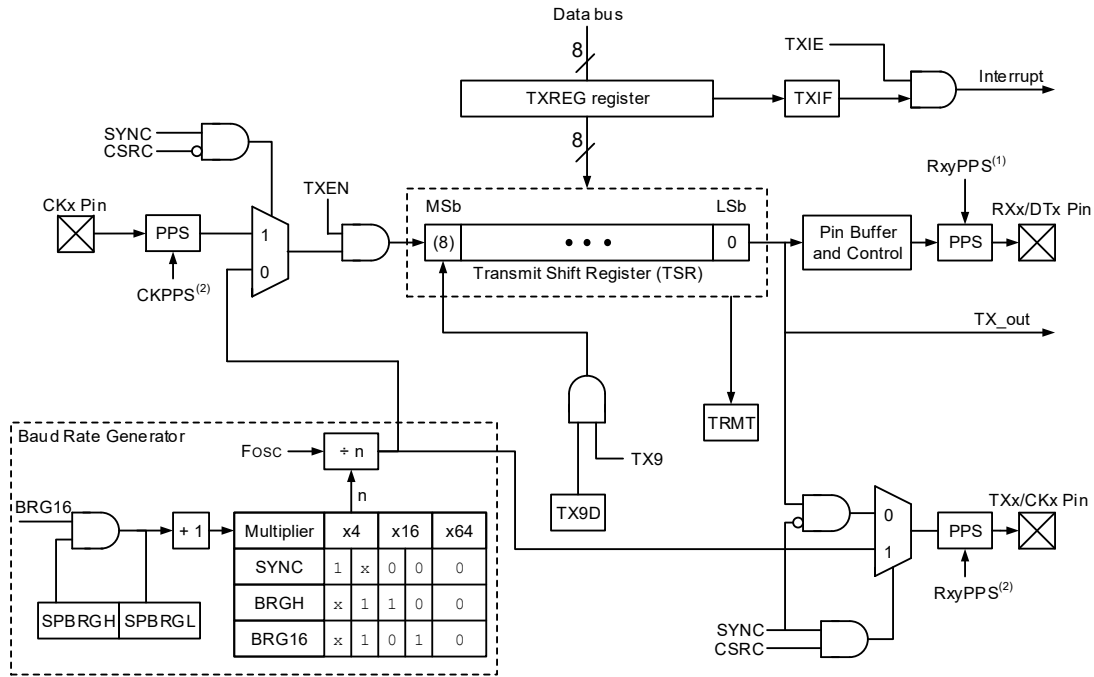 Data bus
8
TXIE
TXREG register
TXIF
Interrupt
8
SYNC
CSRC
RxyPPS(1)
TXEN
CKx Pin
MSb
LSb
RXx/DTx Pin
PPS
1
0
(8)
• • •
0
Pin Buffer
and Control
PPS
Transmit Shift Register (TSR)
CKPPS(2)
TX_out
TRMT
Baud Rate Generator
FOSC
÷ n
TX9
n
TX9D
TXx/CKx Pin
BRG16
+ 1
Multiplier x4 x16 x64
SYNC 1 x 0 0 0
BRGH x 1 1 0 0
BRG16 x 1 0 1 0
SPBRGH SPBRGL
0
1
PPS
RxyPPS(2)
SYNC
CSRC